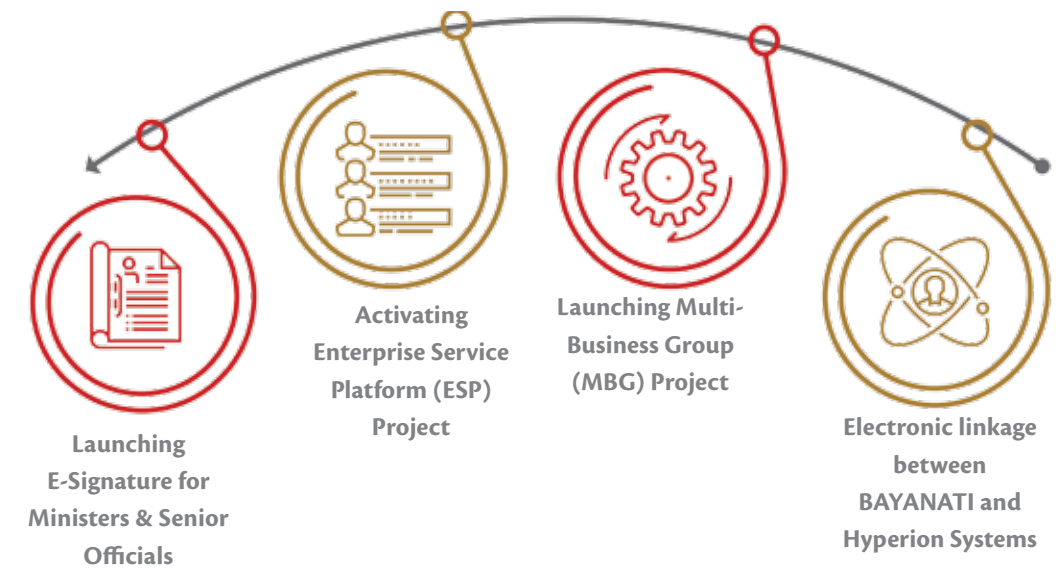 Launching
E-Signature for
Ministers & Senior
Officials
Activating
Enterprise Service
Platform (ESP)
Project
Launching Multi-
Business Group
(MBG) Project
Electronic linkage
between
BAYANATI and
Hyperion Systems